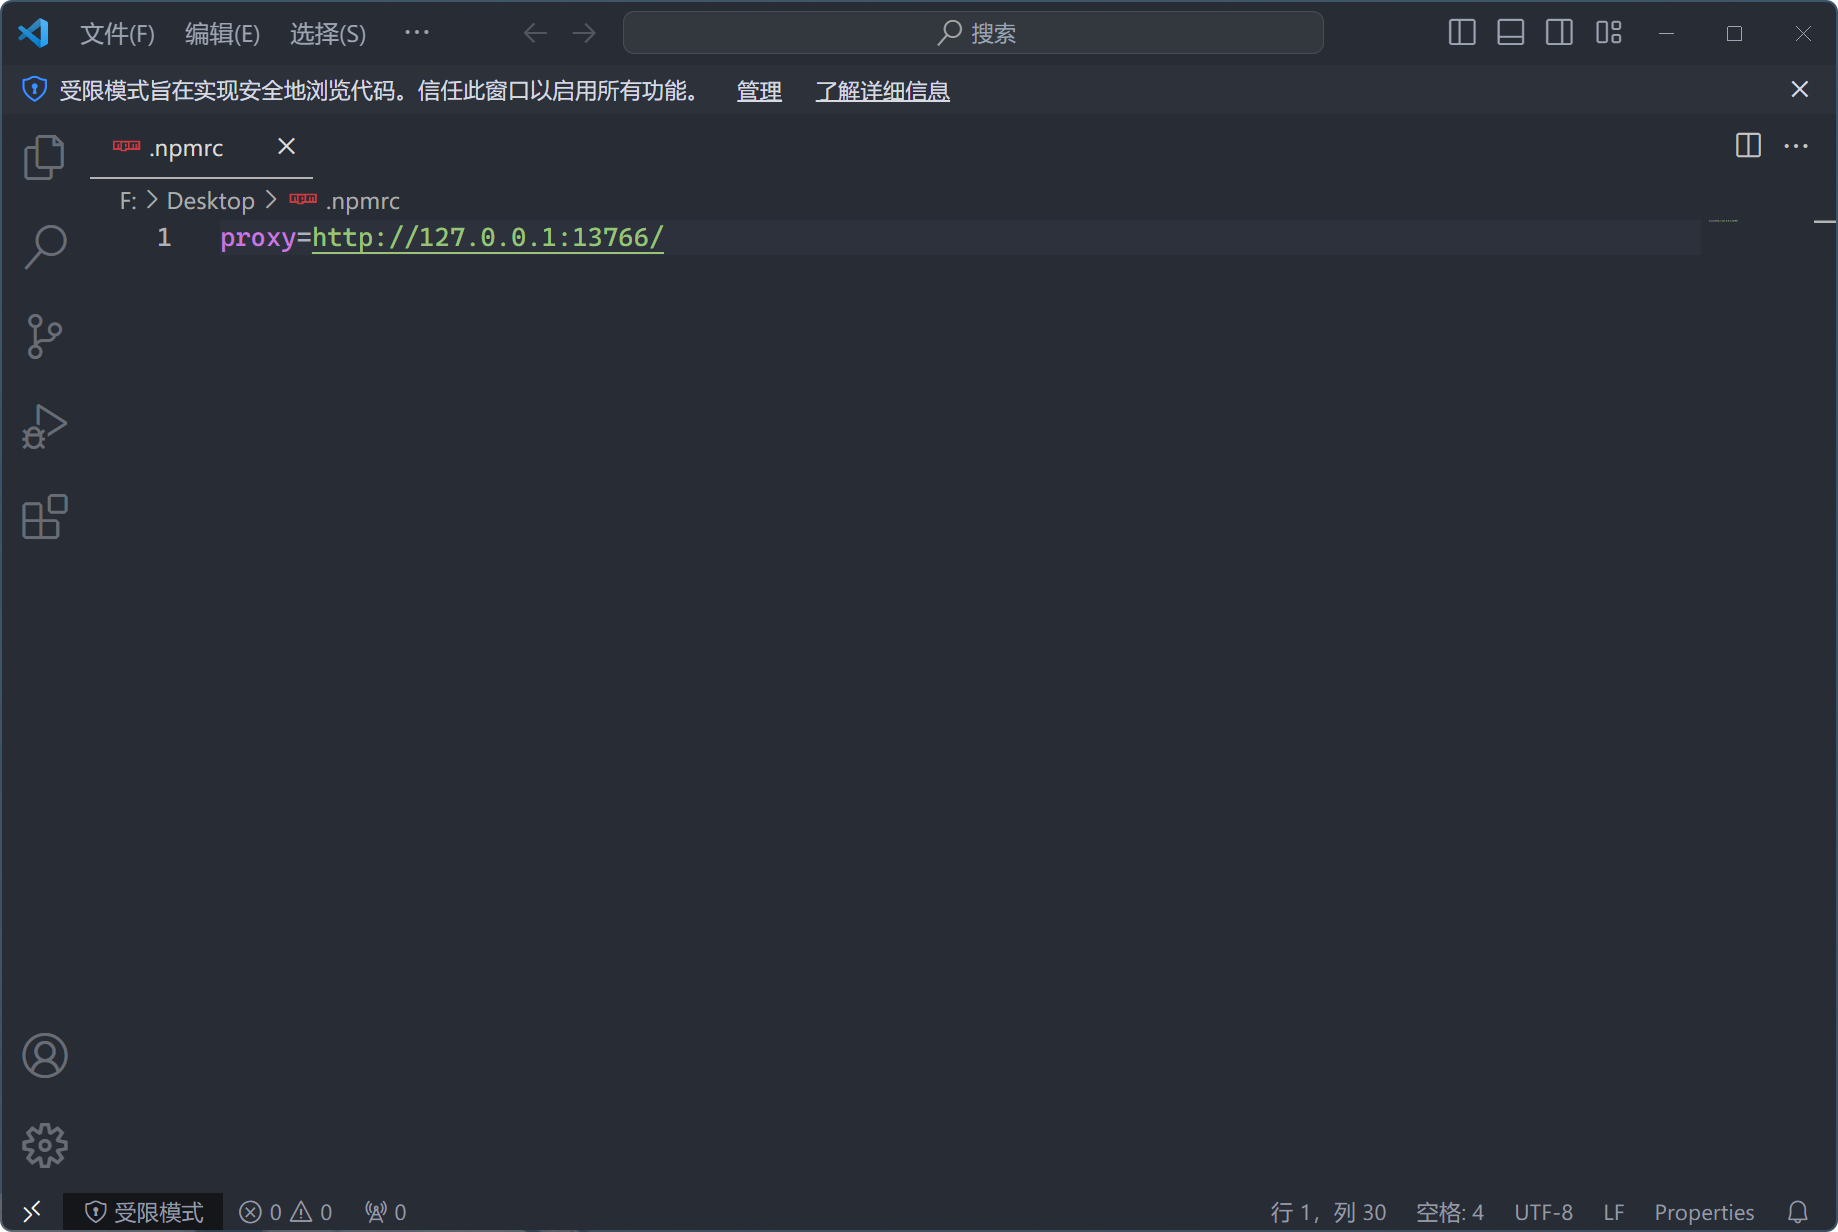 文件(F) 编辑(E) 选择(S) ··· 搜索
受限模式旨在实现安全地浏览代码。信任此窗口以启用所有功能。 管理 了解详细信息
.npmrc
F: > Desktop > .npmrc
1 proxy=http://127.0.0.1:13766/
受限模式 0 0 0 行 1，列 30 空格: 4 UTF-8 LF Properties